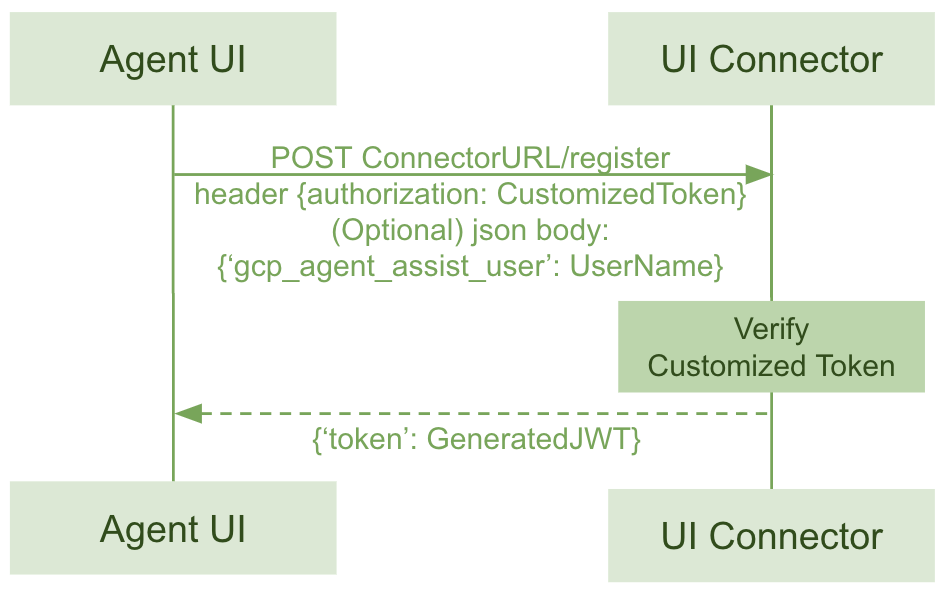 Agent UI
UI Connector
POST ConnectorURL/register
header {authorization: CustomizedToken}
(Optional) json body:
{‘gcp_agent_assist_user’: UserName}
Verify
Customized Token
{‘token’: GeneratedJWT}
Agent UI
UI Connector